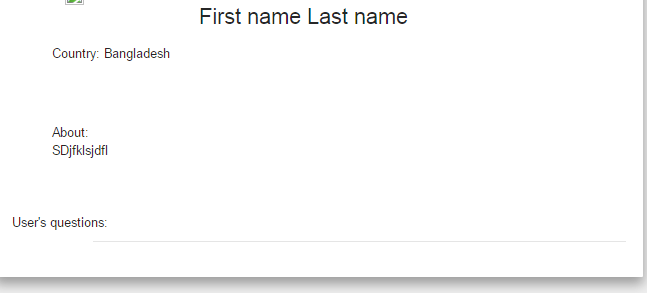 First name Last name
Country: Bangladesh
About:
SDjfklsjdfl
User's questions: